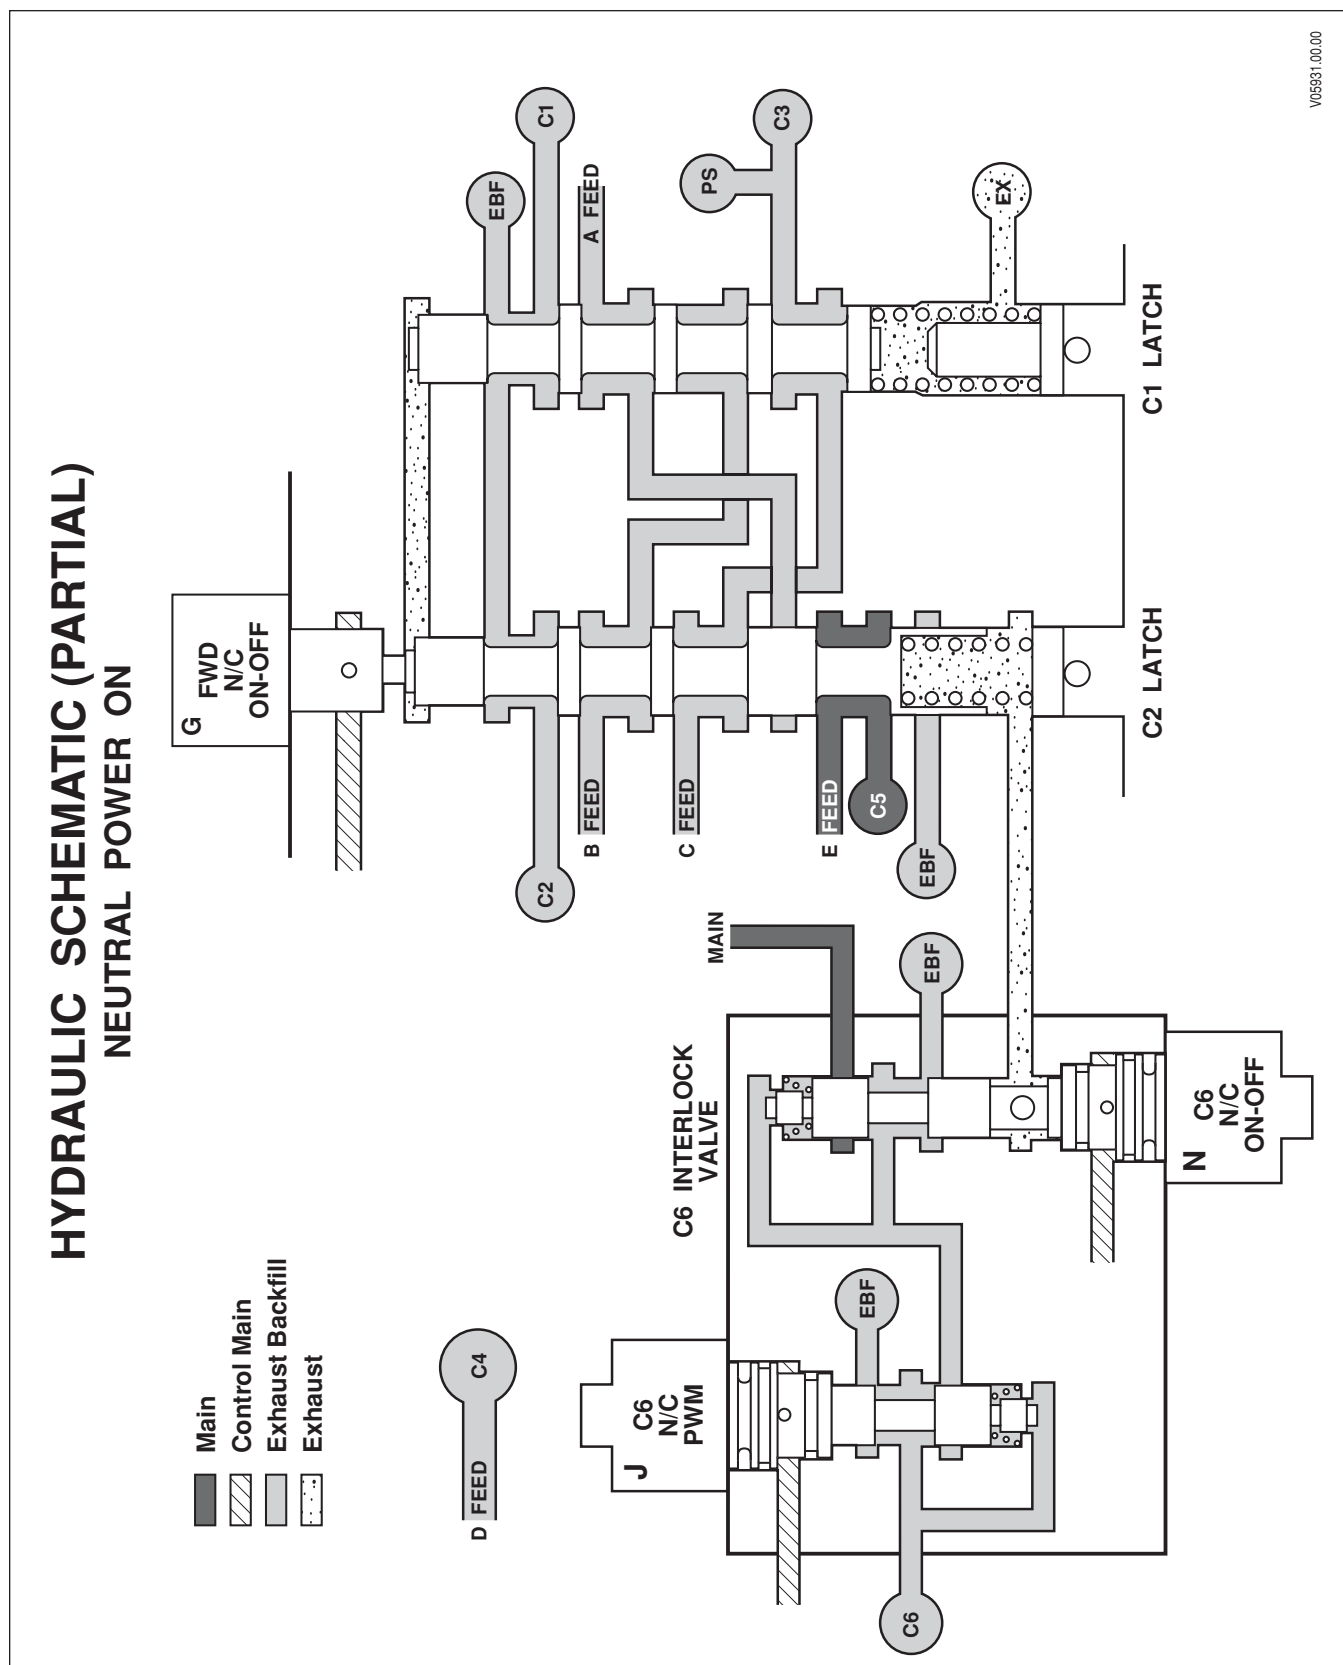 HYDRAULIC SCHEMATIC (PARTIAL)
NEUTRAL POWER ON
Main
Control Main
Exhaust Backfill
Exhaust
G
FWD
N/C
ON-OFF
D FEED
C4
C2
EBF
C1
B FEED
A FEED
C FEED
PS
C3
E FEED
C5
EBF
EX
C2 LATCH
C1 LATCH
MAIN
C6 INTERLOCK
VALVE
EBF
EBF
J
C6
N/C
PWM
C6
N
C6
N/C
ON-OFF
V05931.00.00